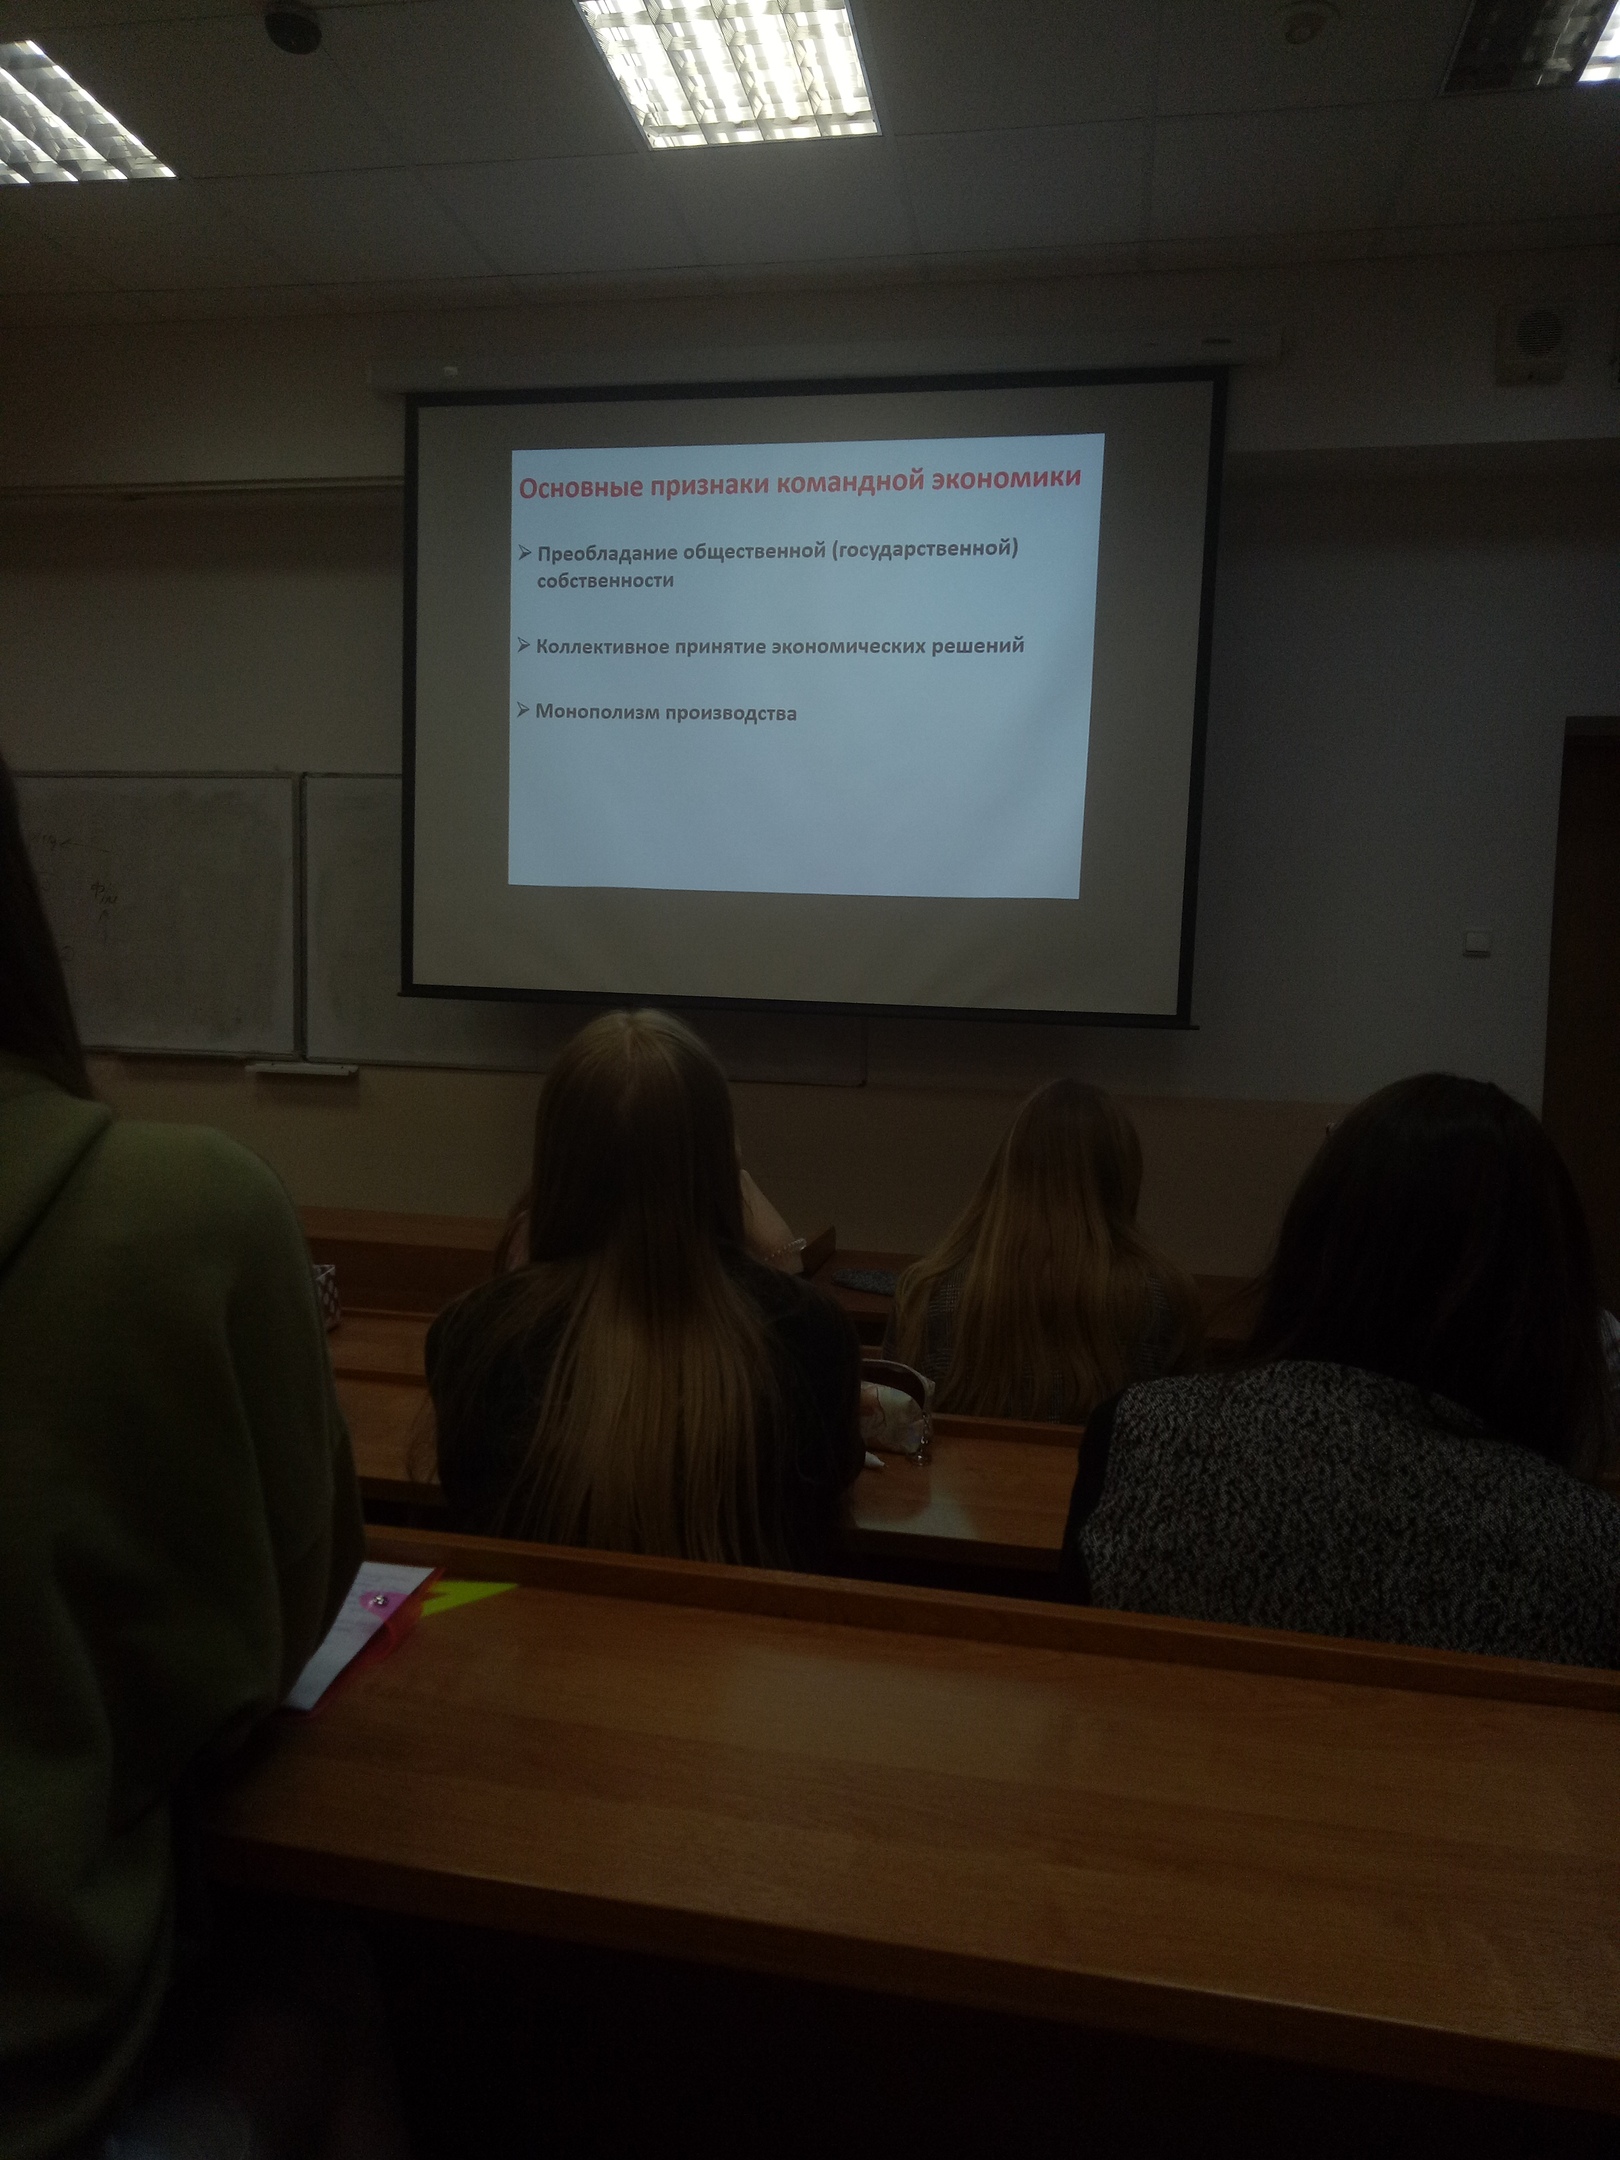 Основные признаки командной экономики
➢ Преобладание общественной (государственной)
собственности
➢ Коллективное принятие экономических решений
➢ Монополизм производства